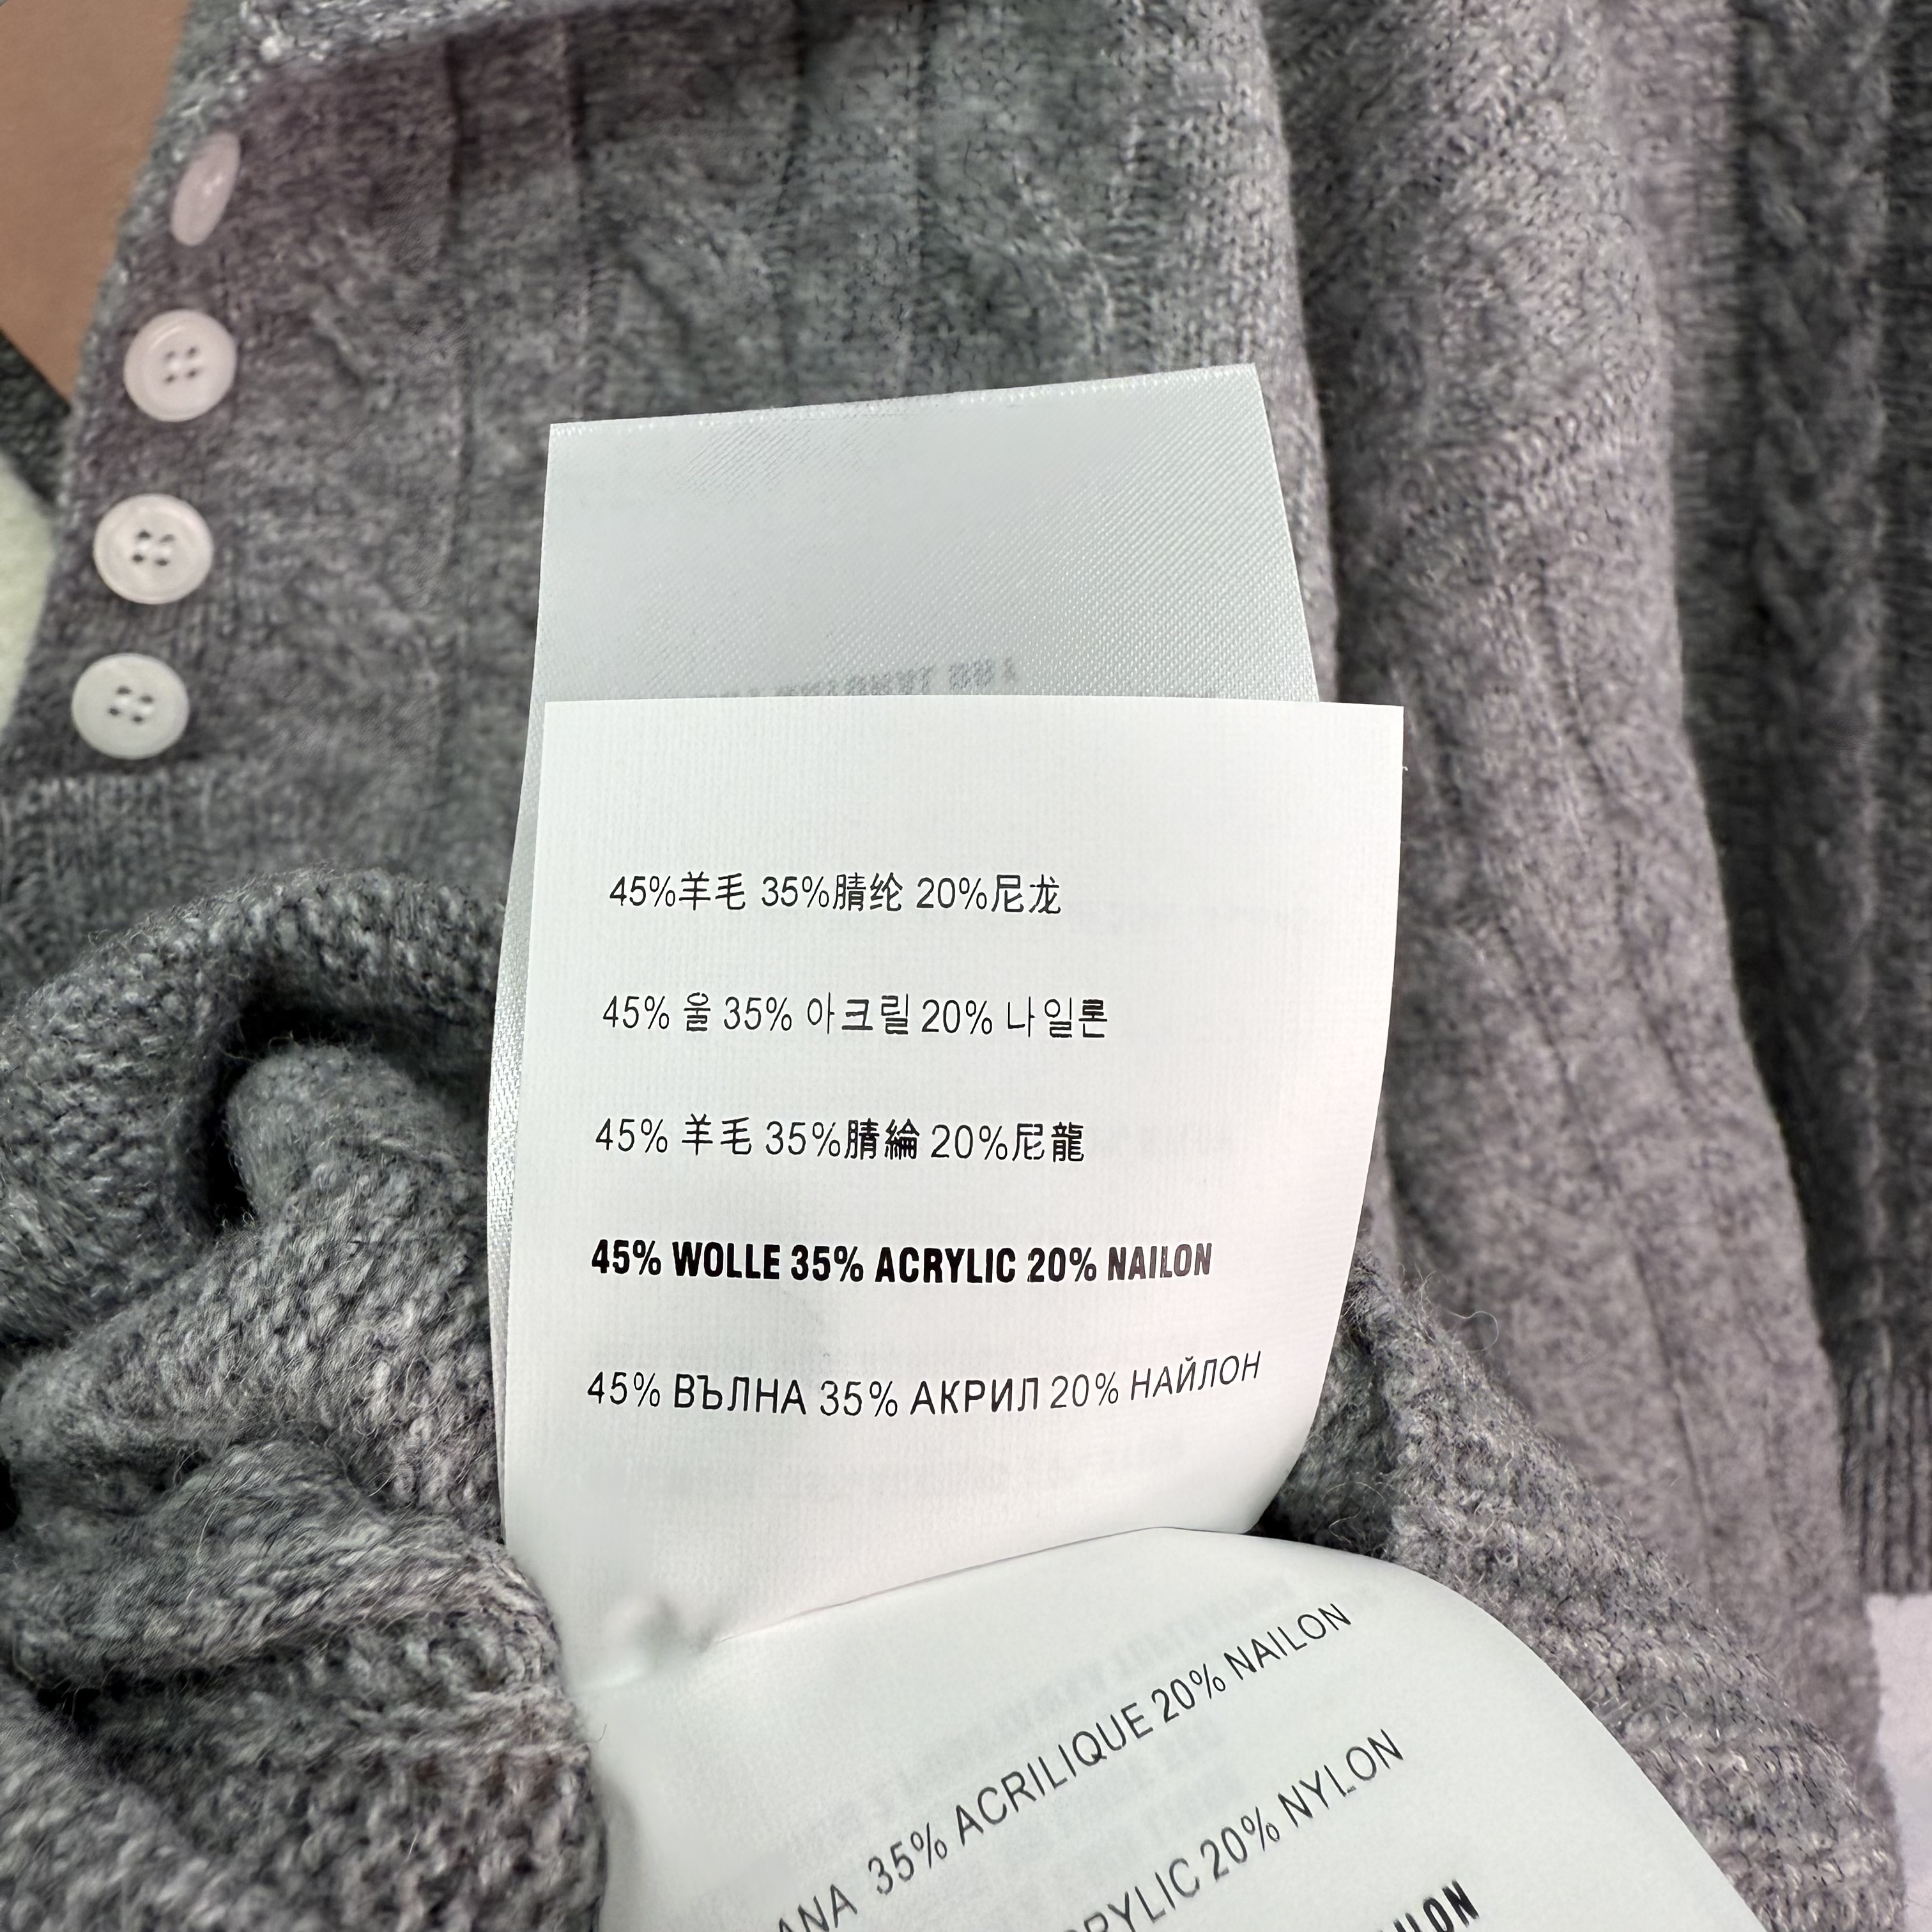 45%羊毛 35%腈纶 20%尼龙
45% 울 35% 아크릴 20% 나일론
45% 羊毛 35%腈綸 20%尼龍
45% WOLLE 35% ACRYLIC 20% NAILON
45% ВЪЛНА 35% АКРИЛ 20% НАЙЛОН
35% ACRILIQUE 20% NAILON
20% NYLON